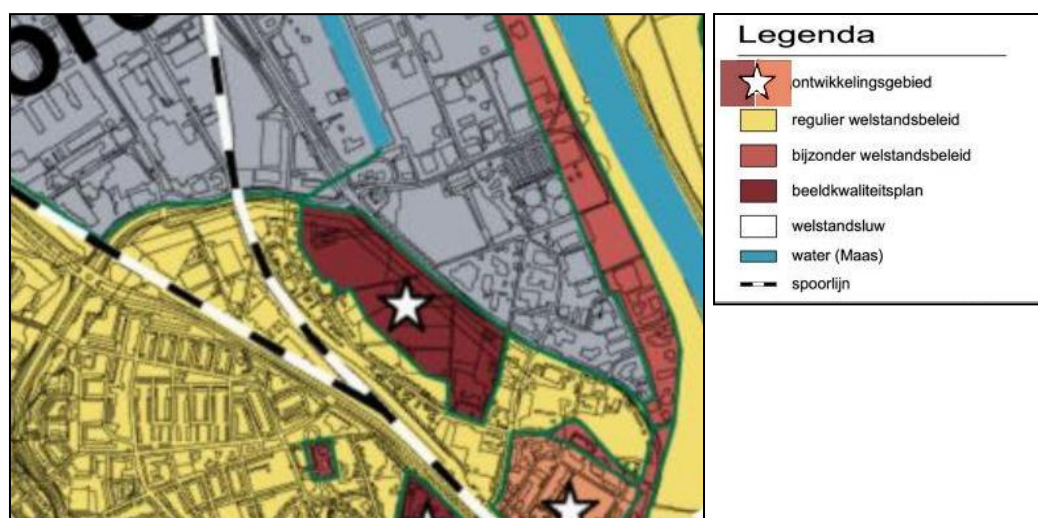 Legenda
ontwikkelingsgebied
regulier welstandsbeleid
bijzonder welstandsbeleid
beeldkwaliteitsplan
welstandsluw
water (Maas)
spoorlijn